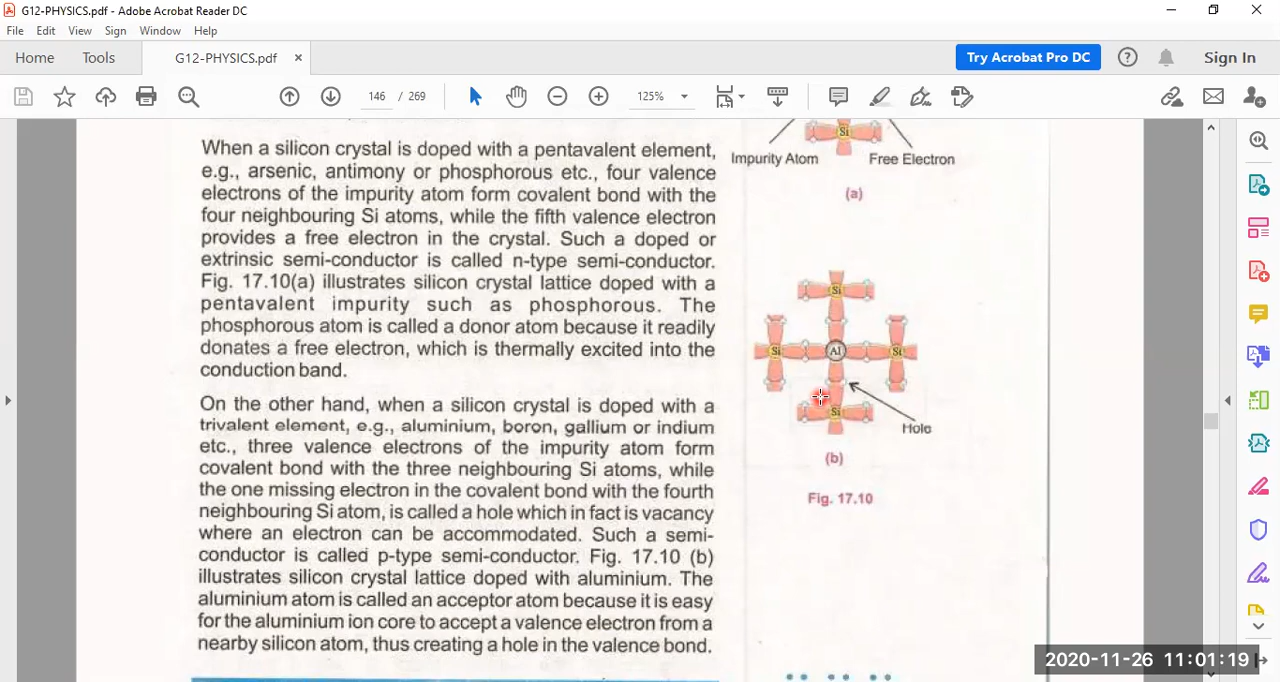 G12-PHYSICS.pdf - Adobe Acrobat Reader DC
File Edit View Sign Window Help
Home Tools G12-PHYSICS.pdf × Try Acrobat Pro DC Sign In
146 / 269 125%
When a silicon crystal is doped with a pentavalent element,
e.g., arsenic, antimony or phosphorous etc., four valence
electrons of the impurity atom form covalent bond with the
four neighbouring Si atoms, while the fifth valence electron
provides a free electron in the crystal. Such a doped or
extrinsic semi-conductor is called n-type semi-conductor.
Fig. 17.10(a) illustrates silicon crystal lattice doped with a
pentavalent impurity such as phosphorous. The
phosphorous atom is called a donor atom because it readily
donates a free electron, which is thermally excited into the
conduction band.
On the other hand, when a silicon crystal is doped with a
trivalent element, e.g., aluminium, boron, gallium or indium
etc., three valence electrons of the impurity atom form
covalent bond with the three neighbouring Si atoms, while
the one missing electron in the covalent bond with the fourth
neighbouring Si atom, is called a hole which in fact is vacancy
where an electron can be accommodated. Such a semi-
conductor is called p-type semi-conductor. Fig. 17.10 (b)
illustrates silicon crystal lattice doped with aluminium. The
aluminium atom is called an acceptor atom because it is easy
for the aluminium ion core to accept a valence electron from a
nearby silicon atom, thus creating a hole in the valence bond.
Si
Impurity Atom Free Electron
(a)
Si
Si Al Si
Si
Hole
(b)
Fig. 17.10
2020-11-26 11:01:19